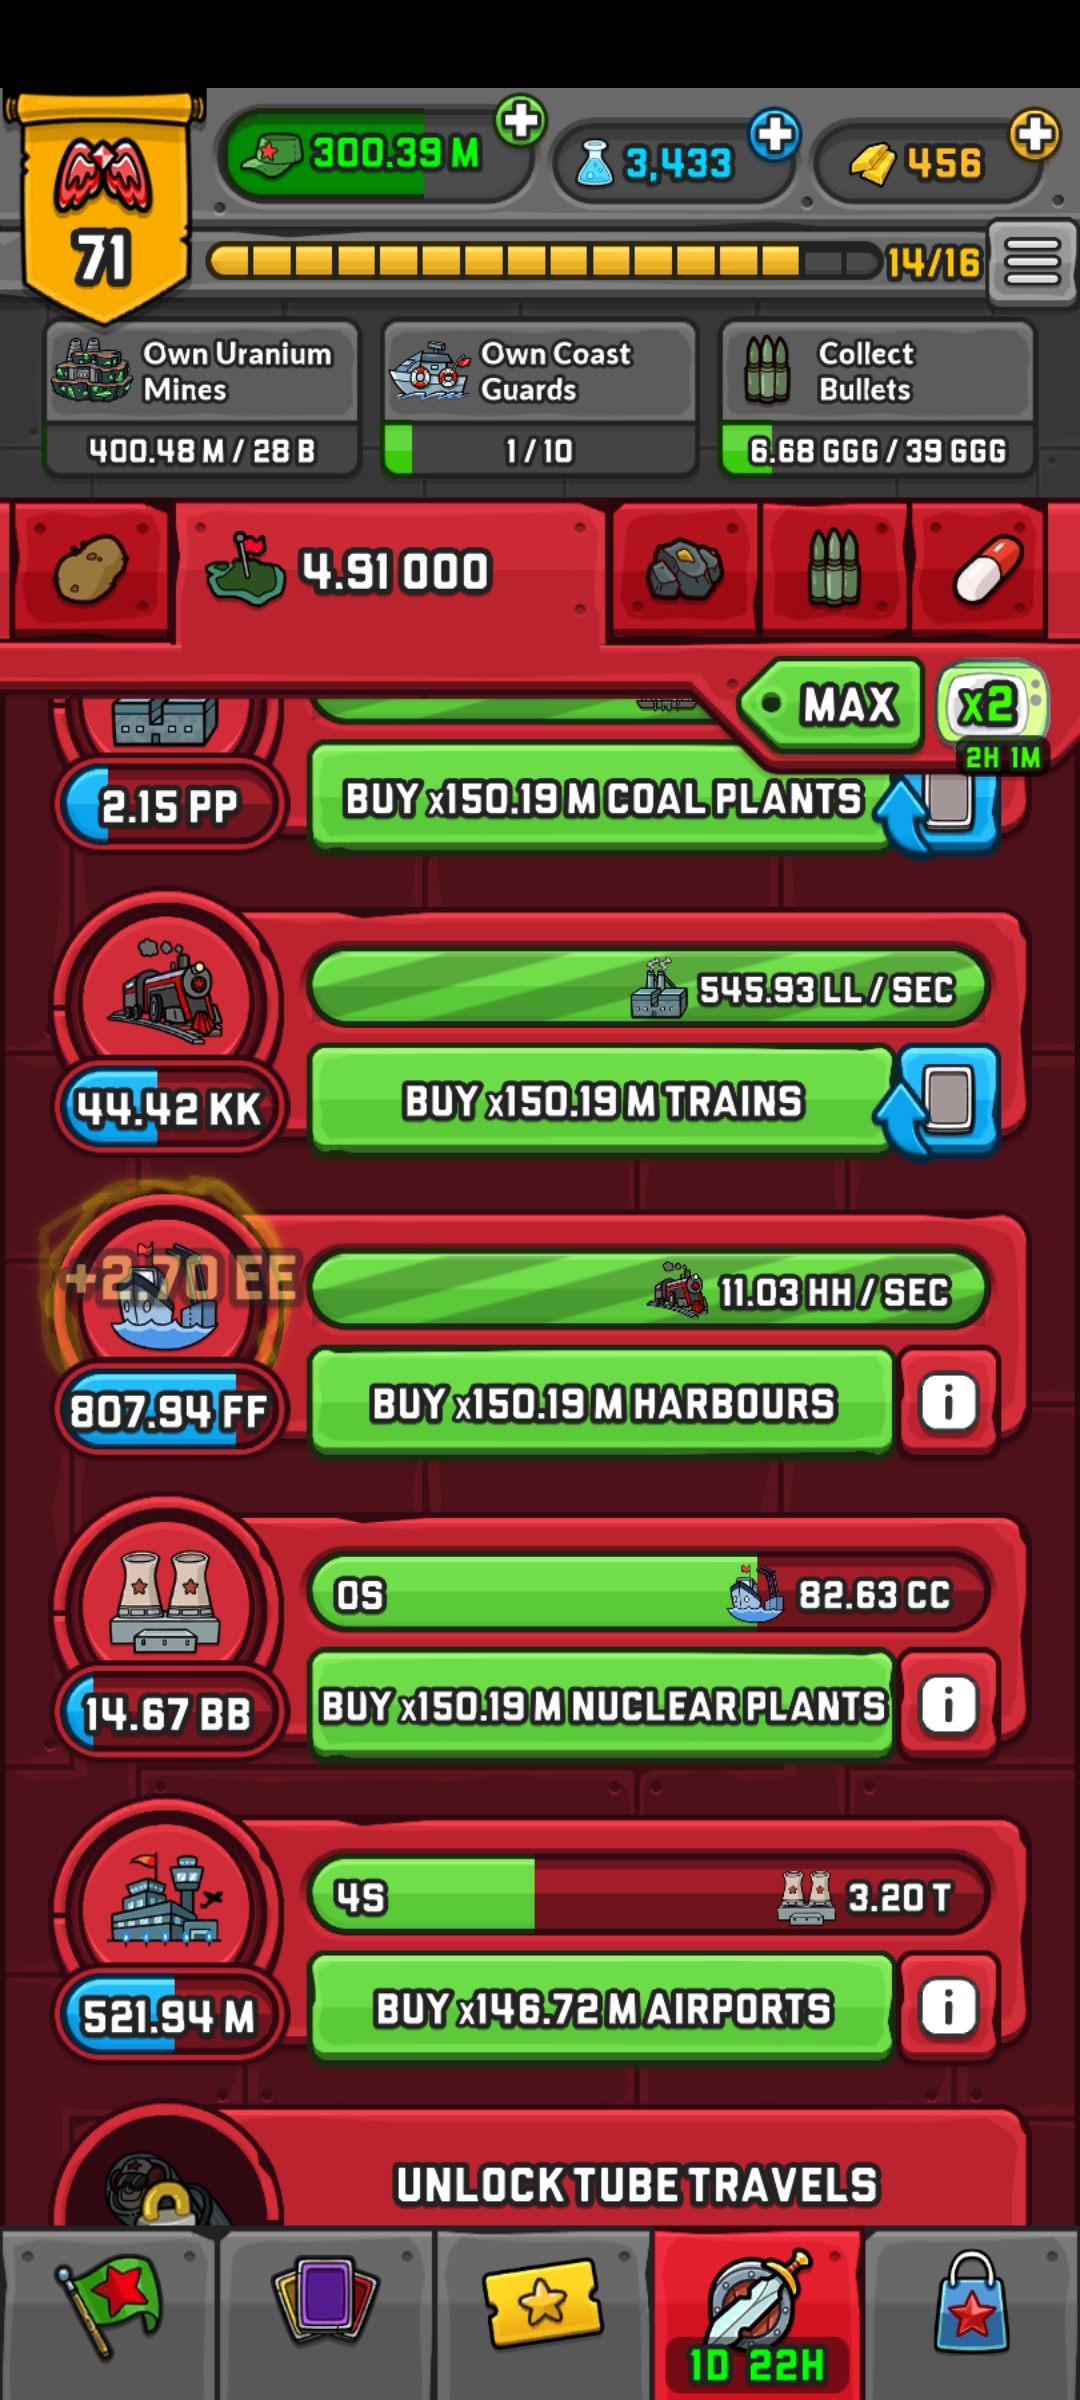 300.39 M
3,433
456
71
14/16
Own Uranium
Mines
400.48 M / 28 B
Own Coast
Guards
1 / 10
Collect
Bullets
6.68 GGG / 39 GGG
4.91 000
MAX
x2
2H 1M
2.15 PP
BUY x150.19 M COAL PLANTS
545.93 LL / SEC
44.42 KK
BUY x150.19 M TRAINS
+2.70 EE
11.03 HH / SEC
807.94 FF
BUY x150.19 M HARBOURS
i
0S
82.63 CC
14.67 BB
BUY x150.19 M NUCLEAR PLANTS
i
4S
3.20 T
521.94 M
BUY x146.72 M AIRPORTS
i
UNLOCK TUBE TRAVELS
1D 22H